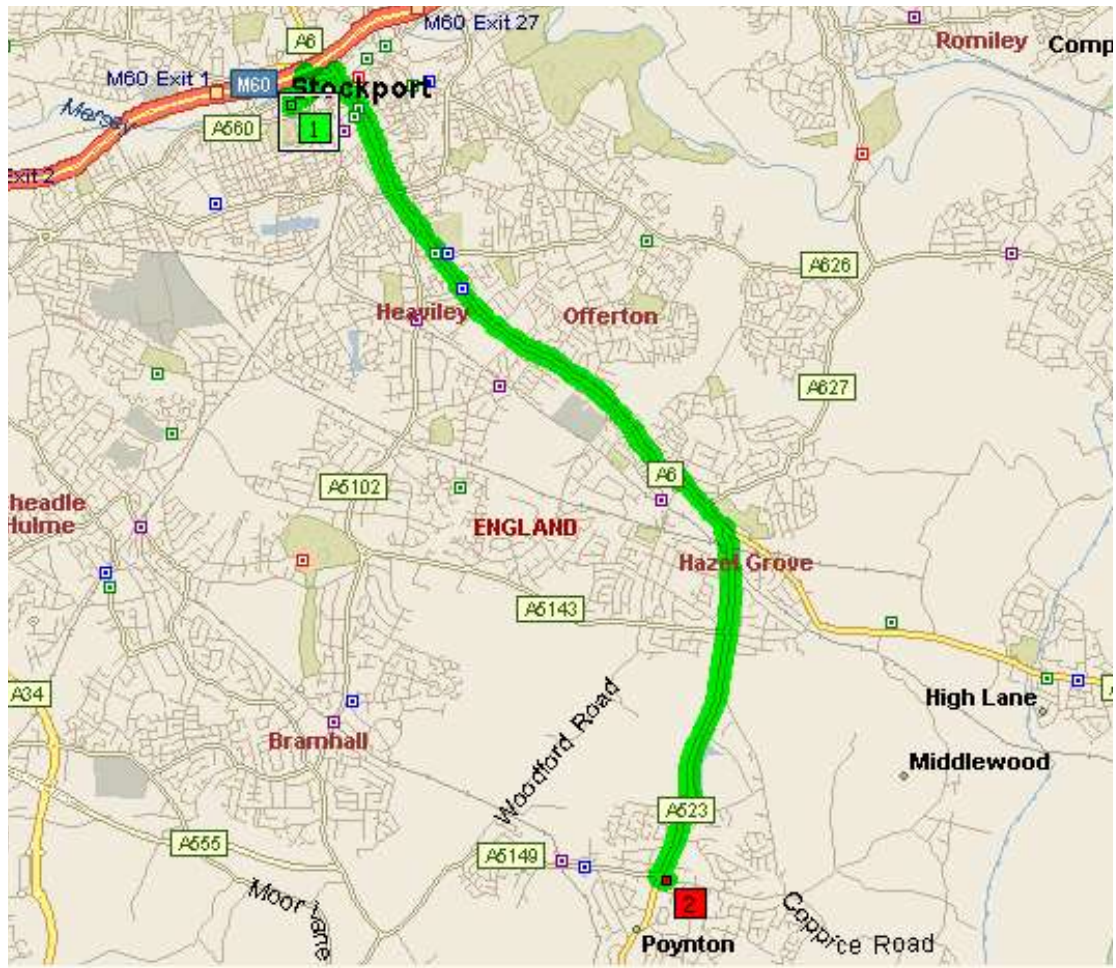 M60 Exit 27
A6
Romiley
Comp
M60 Exit 1
M60
Stockport
Mersey
A560
1
Exit 2
A626
Heaviley
Offerton
A627
A6
A5102
headle
Hulme
ENGLAND
Hazel Grove
A5143
A34
High Lane
Woodford Road
Bramhall
Middlewood
A523
A555
A5149
Moor Lane
2
Coppice Road
Poynton